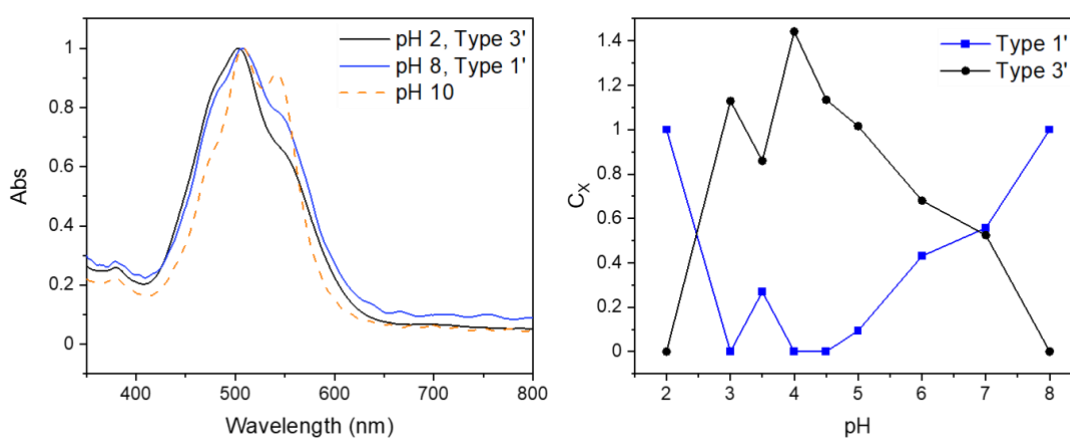 pH 2, Type 3'
pH 8, Type 1'
pH 10
1
0.8
0.6
0.4
0.2
0
Abs
400
500
600
700
800
Wavelength (nm)
Type 1'
Type 3'
1.4
1.2
1
0.8
0.6
0.4
0.2
0
Cx
2
3
4
5
6
7
8
pH